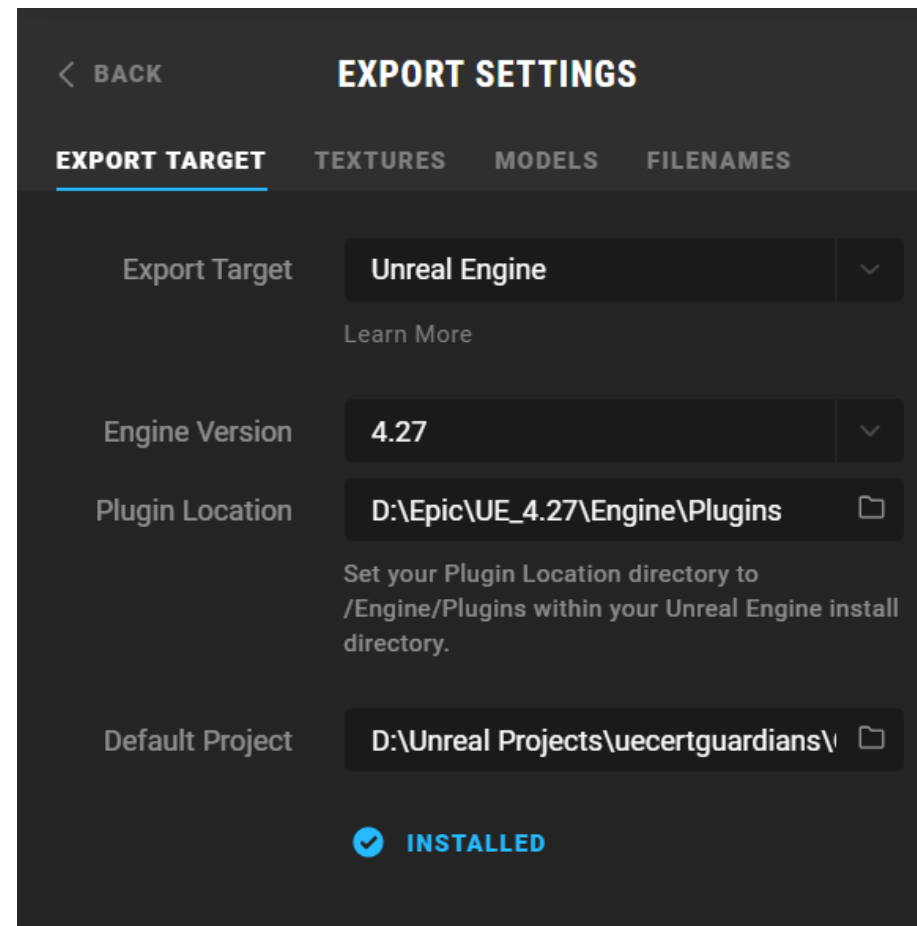 BACK
EXPORT SETTINGS
EXPORT TARGET TEXTURES MODELS FILENAMES
Export Target Unreal Engine
Learn More
Engine Version 4.27
Plugin Location D:\Epic\UE_4.27\Engine\Plugins
Set your Plugin Location directory to
/Engine/Plugins within your Unreal Engine install
directory.
Default Project D:\Unreal Projects\uecertguardians\
INSTALLED